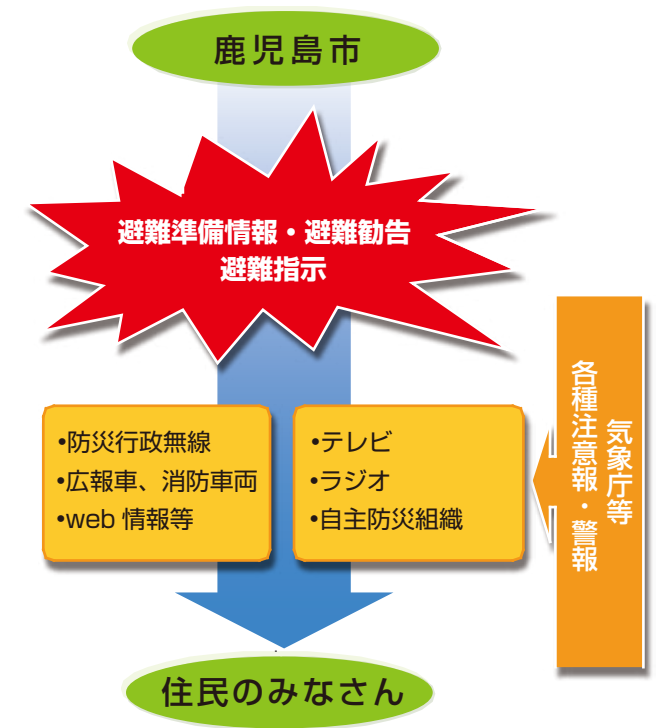 鹿児島市
避難準備情報・避難勧告
避難指示
•防災行政無線
•広報車、消防車両
•web 情報等
•テレビ
•ラジオ
•自主防災組織
気象庁等
各種注意報・警報
住民のみなさん